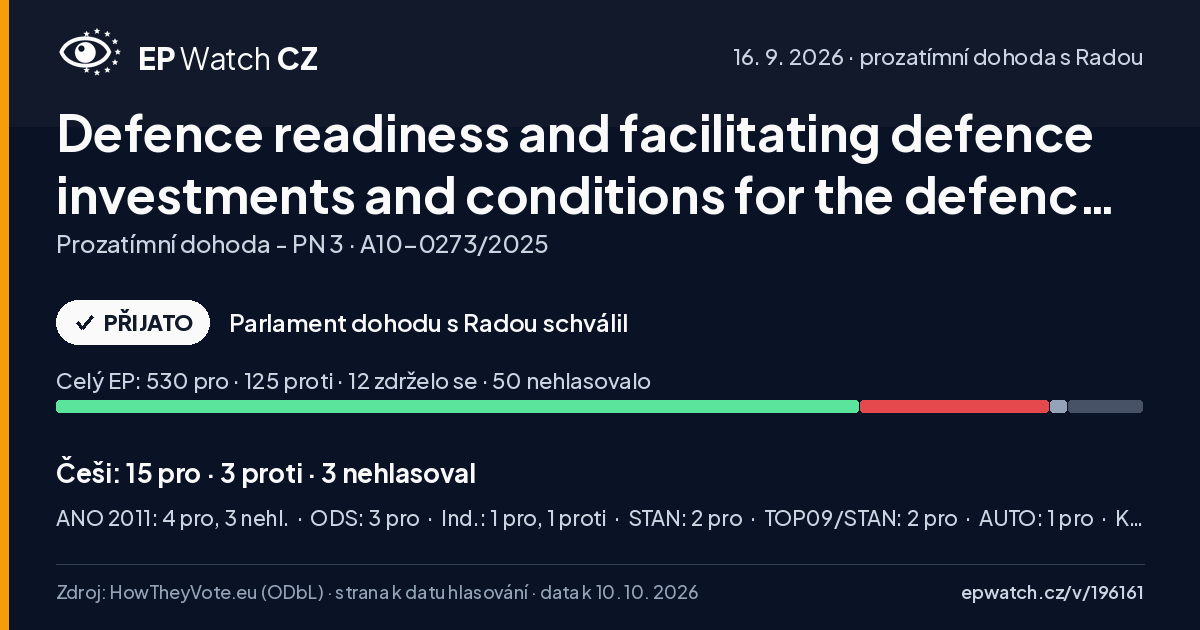 EP Watch CZ
16. 9. 2026 · prozatímní dohoda s Radou
Defence readiness and facilitating defence
investments and conditions for the defenc…
Prozatímní dohoda - PN 3 · A10-0273/2025
✓ PŘIJATO Parlament dohodu s Radou schválil
Celý EP: 530 pro · 125 proti · 12 zdrželo se · 50 nehlasovalo
Češi: 15 pro · 3 proti · 3 nehlasoval
ANO 2011: 4 pro, 3 nehl. · ODS: 3 pro · Ind.: 1 pro, 1 proti · STAN: 2 pro · TOP09/STAN: 2 pro · AUTO: 1 pro · K…
Zdroj: HowTheyVote.eu (ODbL) · strana k datu hlasování · data k 10. 10. 2026
epwatch.cz/v/196161